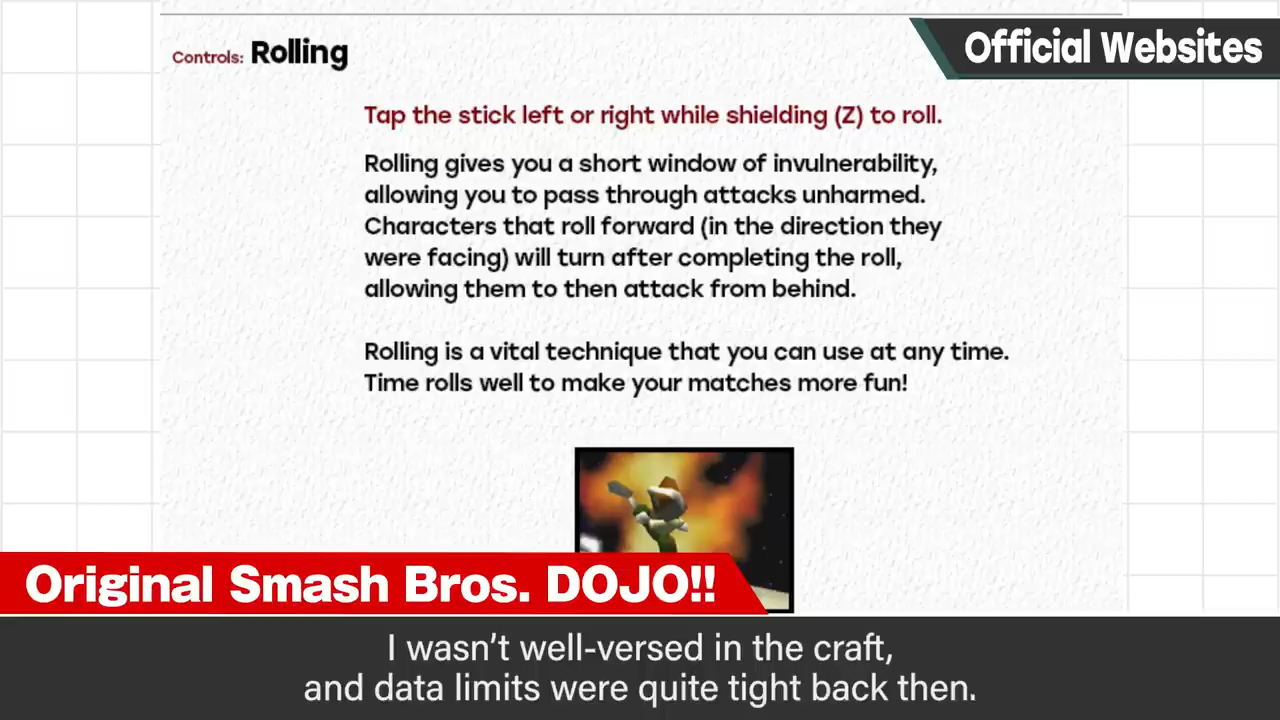 Controls: Rolling
Official Websites
Tap the stick left or right while shielding (Z) to roll.
Rolling gives you a short window of invulnerability,
allowing you to pass through attacks unharmed.
Characters that roll forward (in the direction they
were facing) will turn after completing the roll,
allowing them to then attack from behind.
Rolling is a vital technique that you can use at any time.
Time rolls well to make your matches more fun!
Original Smash Bros. DOJO!!
I wasn’t well-versed in the craft,
and data limits were quite tight back then.